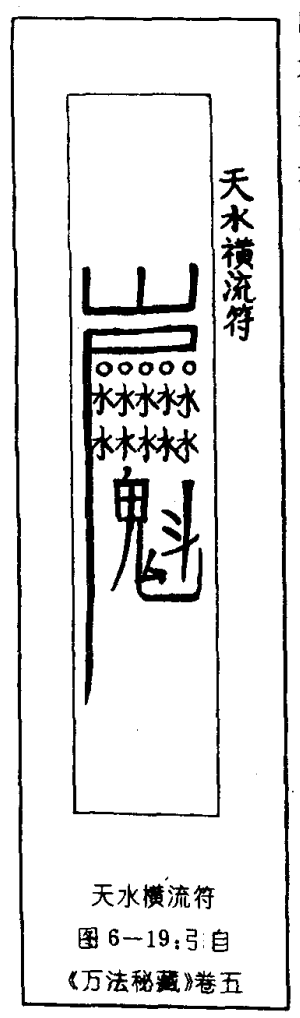 天水横流符
山
尸
○○○○○
水水水水水
水水水水水
魁
天水横流符
图6—19:引自
《万法秘藏》卷五